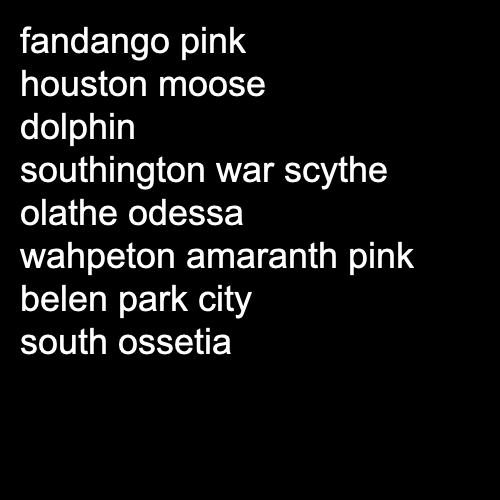 fandango pink
houston moose
dolphin
southington war scythe
olathe odessa
wahpeton amaranth pink
belen park city
south ossetia